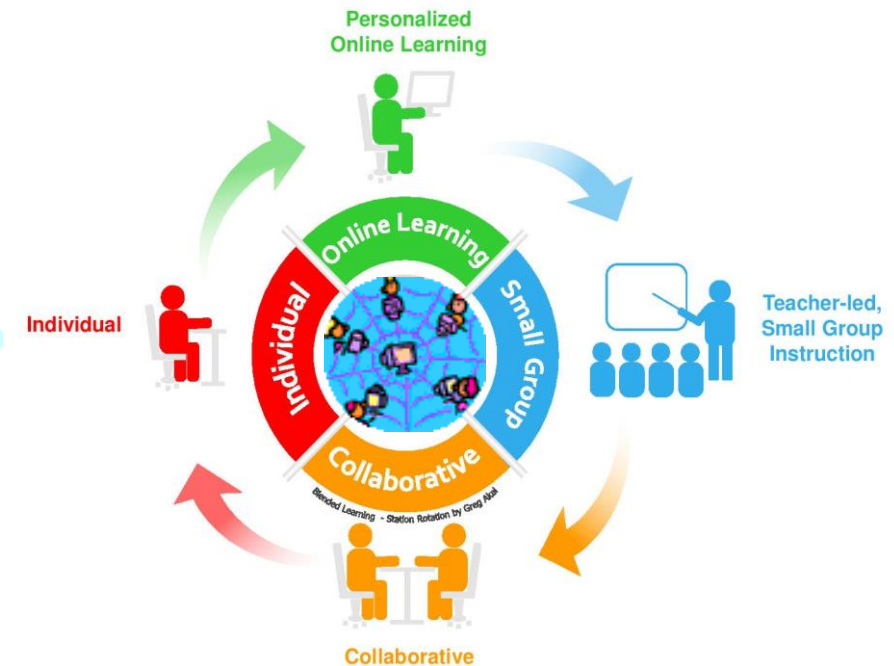 Personalized
Online Learning
Online Learning
Individual
Individual
Small Group
Teacher-led,
Small Group
Instruction
Collaborative
Blended Learning - Station Rotation by Greg Akai
Collaborative